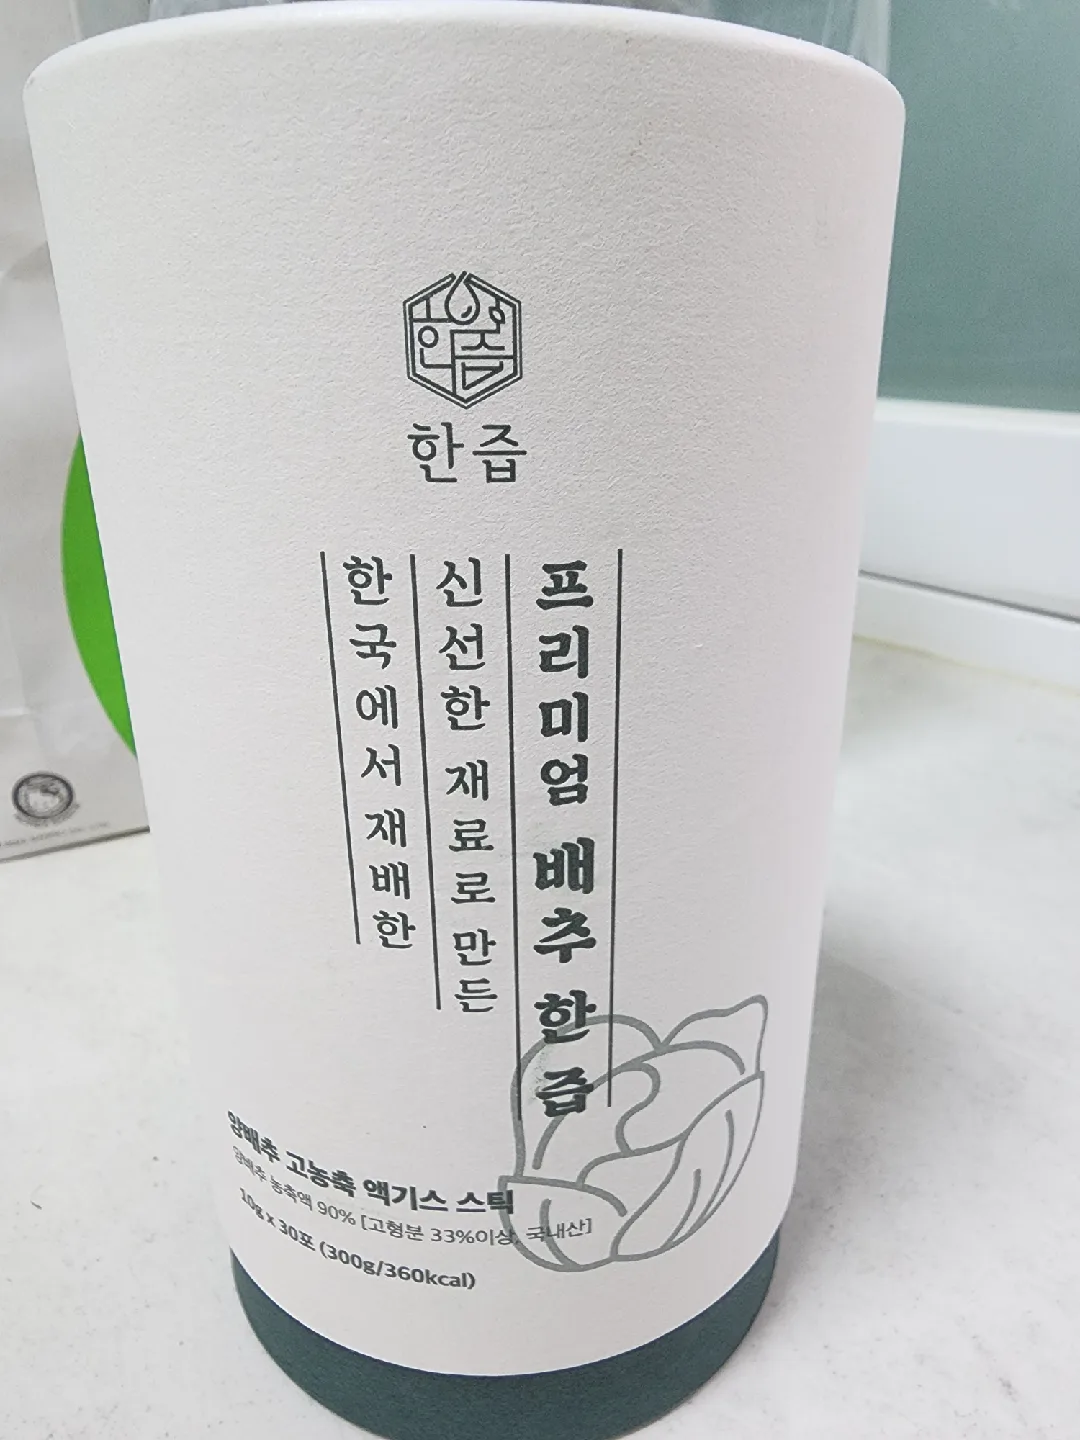 한즙
한즙
한국에서 재배한
신선한 재료로 만든
프리미엄 배추 한 즙
양배추 고농축 액기스 스틱
양배추 농축액 90% [고형분 33%이상, 국내산]
10g x 30포 (300g/360kcal)